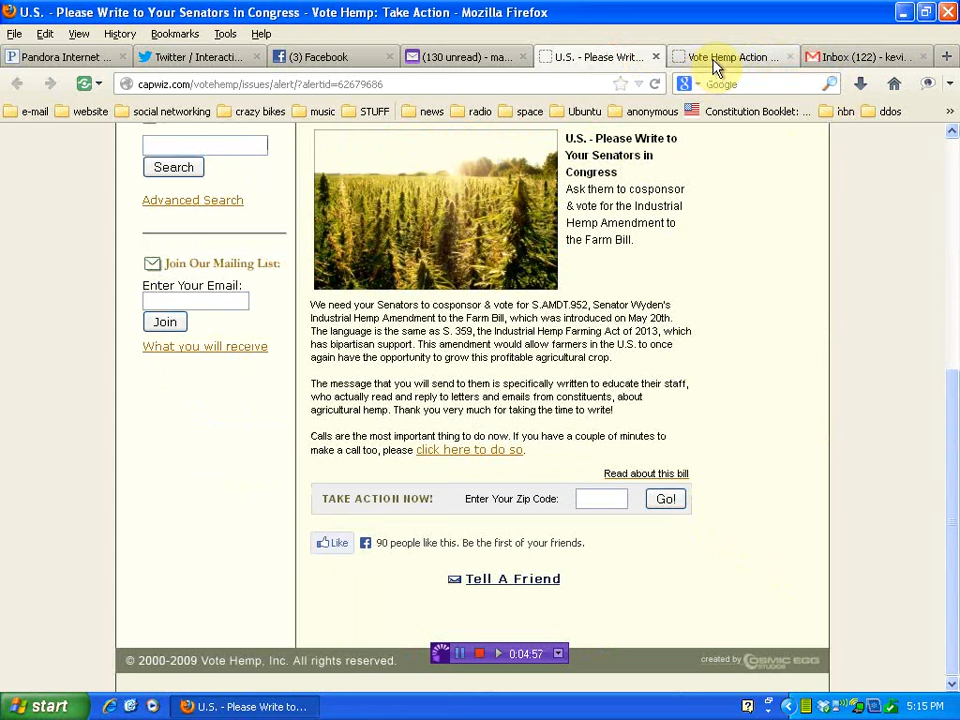 U.S. - Please Write to Your Senators in Congress - Vote Hemp: Take Action - Mozilla Firefox
File Edit View History Bookmarks Tools Help
Pandora Internet ...
Twitter / Interacti...
(3) Facebook
(130 unread) - ma...
U.S. - Please Writ...
Vote Hemp Action ...
Inbox (122) - kevi...
capwiz.com/votehemp/issues/alert/?alertid=62679686
Google
e-mail website social networking crazy bikes music STUFF news radio space Ubuntu anonymous Constitution Booklet: ... hbn ddos
Search
Advanced Search
Join Our Mailing List:
Enter Your Email:
Join
What you will receive
U.S. - Please Write to
Your Senators in
Congress
Ask them to cosponsor
& vote for the Industrial
Hemp Amendment to
the Farm Bill.
We need your Senators to cosponsor & vote for S.AMDT.952, Senator Wyden's
Industrial Hemp Amendment to the Farm Bill, which was introduced on May 20th.
The language is the same as S. 359, the Industrial Hemp Farming Act of 2013, which
has bipartisan support. This amendment would allow farmers in the U.S. to once
again have the opportunity to grow this profitable agricultural crop.
The message that you will send to them is specifically written to educate their staff,
who actually read and reply to letters and emails from constituents, about
agricultural hemp. Thank you very much for taking the time to write!
Calls are the most important thing to do now. If you have a couple of minutes to
make a call too, please click here to do so.
Read about this bill
TAKE ACTION NOW! Enter Your Zip Code: Go!
Like 90 people like this. Be the first of your friends.
Tell A Friend
0:04:57
© 2000-2009 Vote Hemp, Inc. All rights reserved.
created by COSMIC EGG STUDIOS
start
U.S. - Please Write to...
5:15 PM